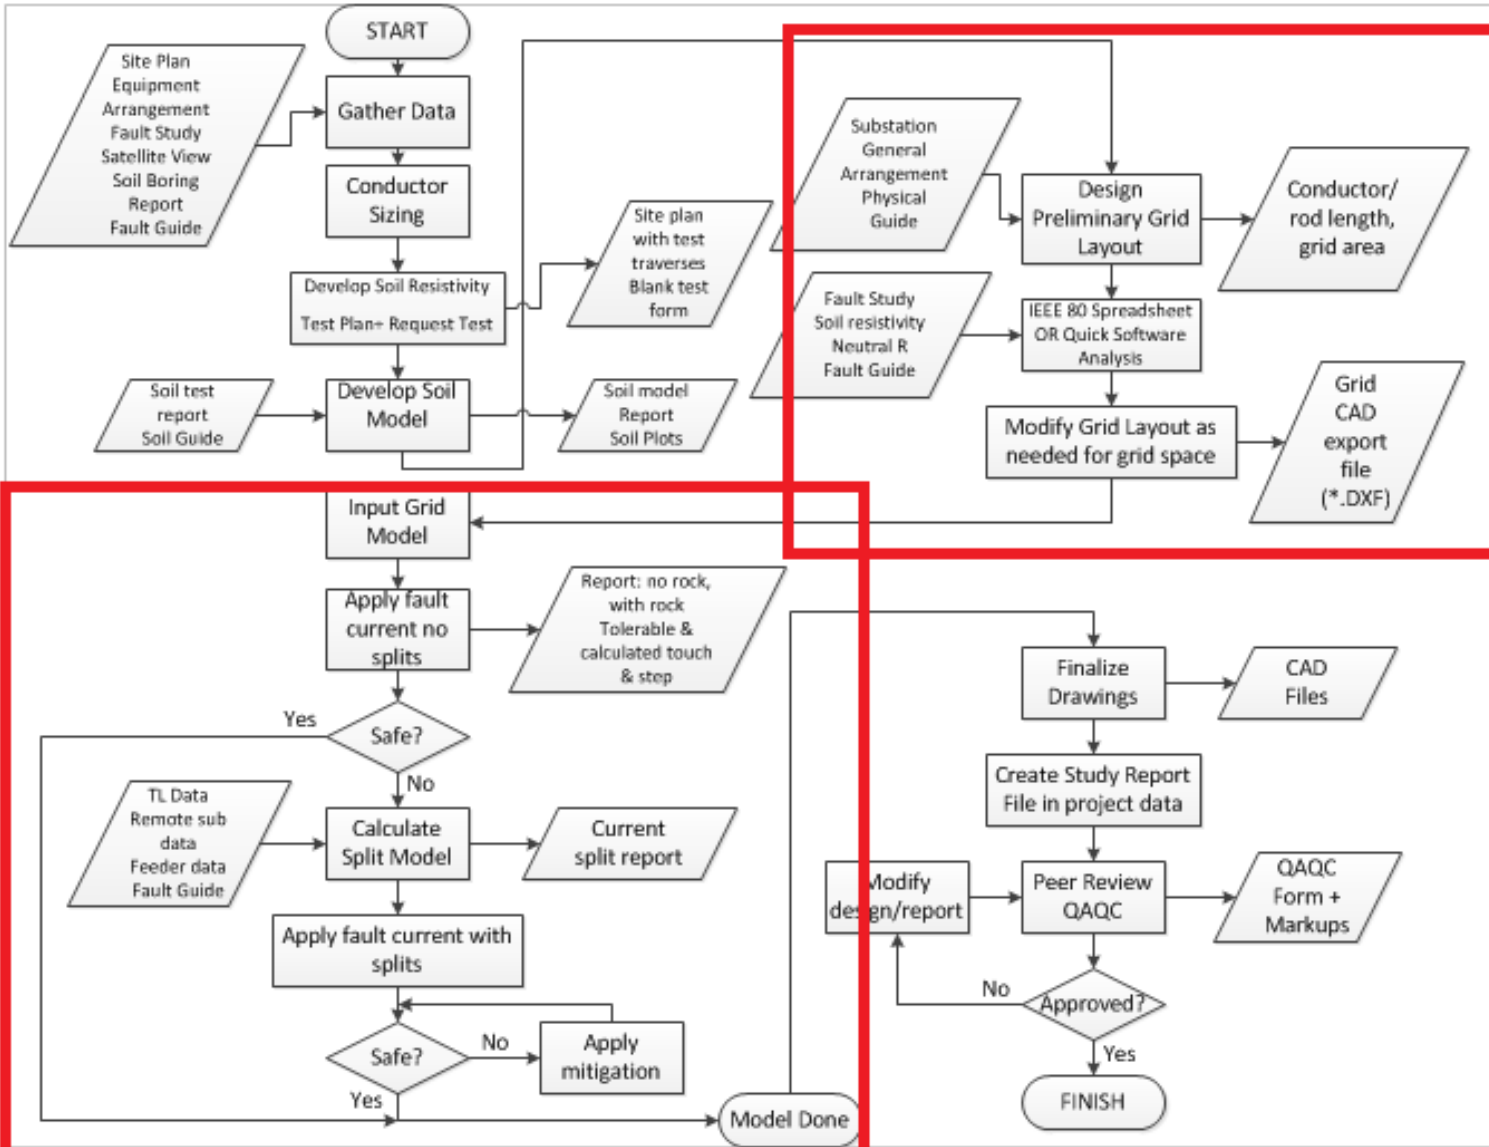 START
Site Plan
Equipment
Arrangement
Fault Study
Satellite View
Soil Boring
Report
Fault Guide
Gather Data
Conductor
Sizing
Develop Soil Resistivity
Test Plan+ Request Test
Site plan
with test
traverses
Blank test
form
Soil test
report
Soil Guide
Develop Soil
Model
Soil model
Report
Soil Plots
Substation
General
Arrangement
Physical
Guide
Design
Preliminary Grid
Layout
Conductor/
rod length,
grid area
Fault Study
Soil resistivity
Neutral R
Fault Guide
IEEE 80 Spreadsheet
OR Quick Software
Analysis
Modify Grid Layout as
needed for grid space
Grid
CAD
export
file
(*.DXF)
Input Grid
Model
Apply fault
current no
splits
Report: no rock,
with rock
Tolerable &
calculated touch
& step
Yes
Safe?
No
TL Data
Remote sub
data
Feeder data
Fault Guide
Calculate
Split Model
Current
split report
Apply fault current with
splits
Safe?
No
Apply
mitigation
Yes
Model Done
Finalize
Drawings
CAD
Files
Create Study Report
File in project data
Modify
design/report
Peer Review
QAQC
QAQC
Form +
Markups
No
Approved?
Yes
FINISH